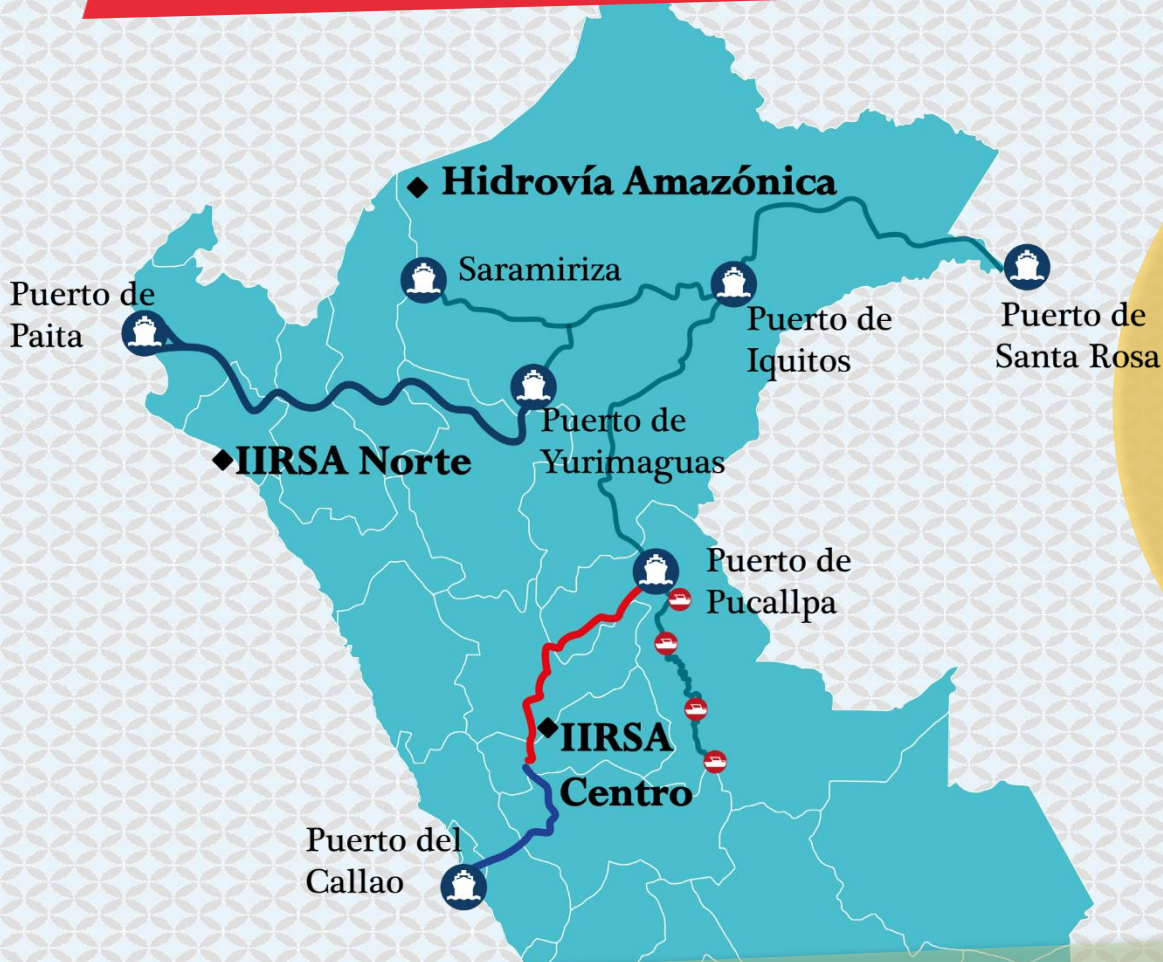 Hidrovía Amazónica
Saramiriza
Puerto de
Paita
Puerto de
Iquitos
Puerto de
Santa Rosa
Puerto de
Yurimaguas
IIRSA Norte
Puerto de
Pucallpa
IIRSA
Centro
Puerto del
Callao